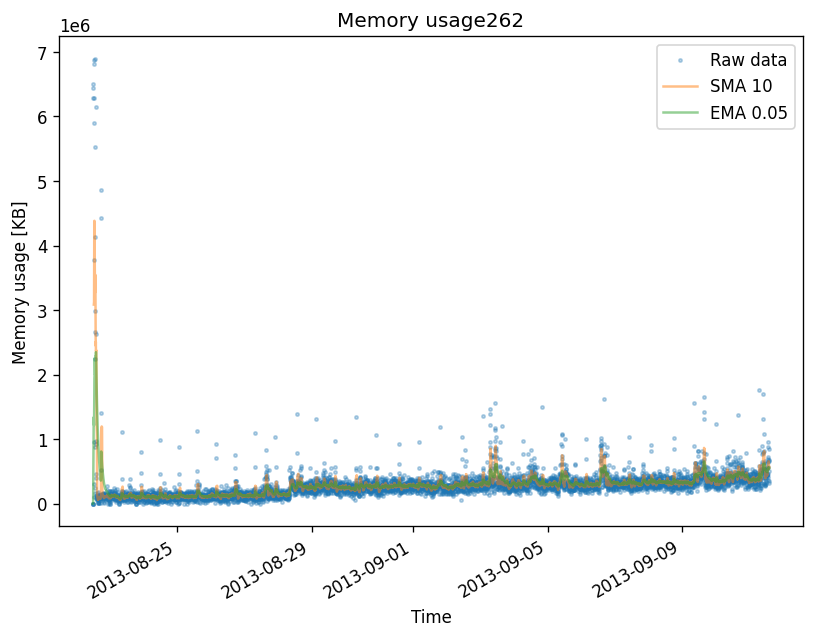 Memory usage262
1e6
7
6
5
4
3
2
1
0
Memory usage [KB]
Raw data
SMA 10
EMA 0.05
2013-08-25
2013-08-29
2013-09-01
2013-09-05
2013-09-09
Time